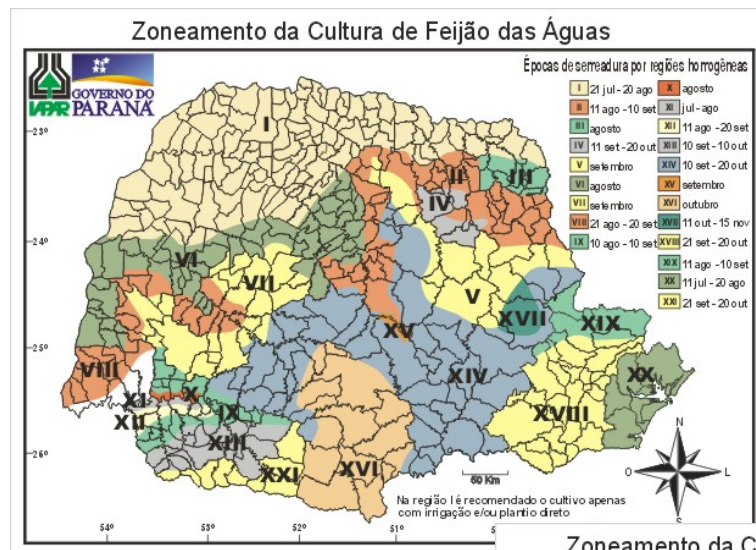 Zoneamento da Cultura de Feijão das Águas
IAPAR
GOVERNO DO
PARANÁ
Épocas de semeadura por regiões homogêneas
I 21 jul - 20 ago
II 11 ago - 10 set
III agosto
IV 11 set - 20 out
V setembro
VI agosto
VII setembro
VIII 21 ago - 20 set
IX 10 ago - 10 set
X agosto
XI jul - ago
XII 11 ago - 20 set
XIII 10 set - 10 out
XIV 10 set - 20 out
XV setembro
XVI outubro
XVII 11 out - 15 nov
XVIII 21 set - 20 out
XIX 11 ago - 10 set
XX 11 jul - 20 ago
XXI 21 set - 20 out
23°
24°
25°
26°
I
II
III
IV
VI
VII
V
XVII
XIX
XV
VIII
X
XI
IX
XII
XIII
XIV
XX
XVIII
XXI
XVI
60 Km
N
O
L
Na região I é recomendado o cultivo apenas
com irrigação e/ou plantio direto
54°
53°
52°
51°
Zoneamento da C